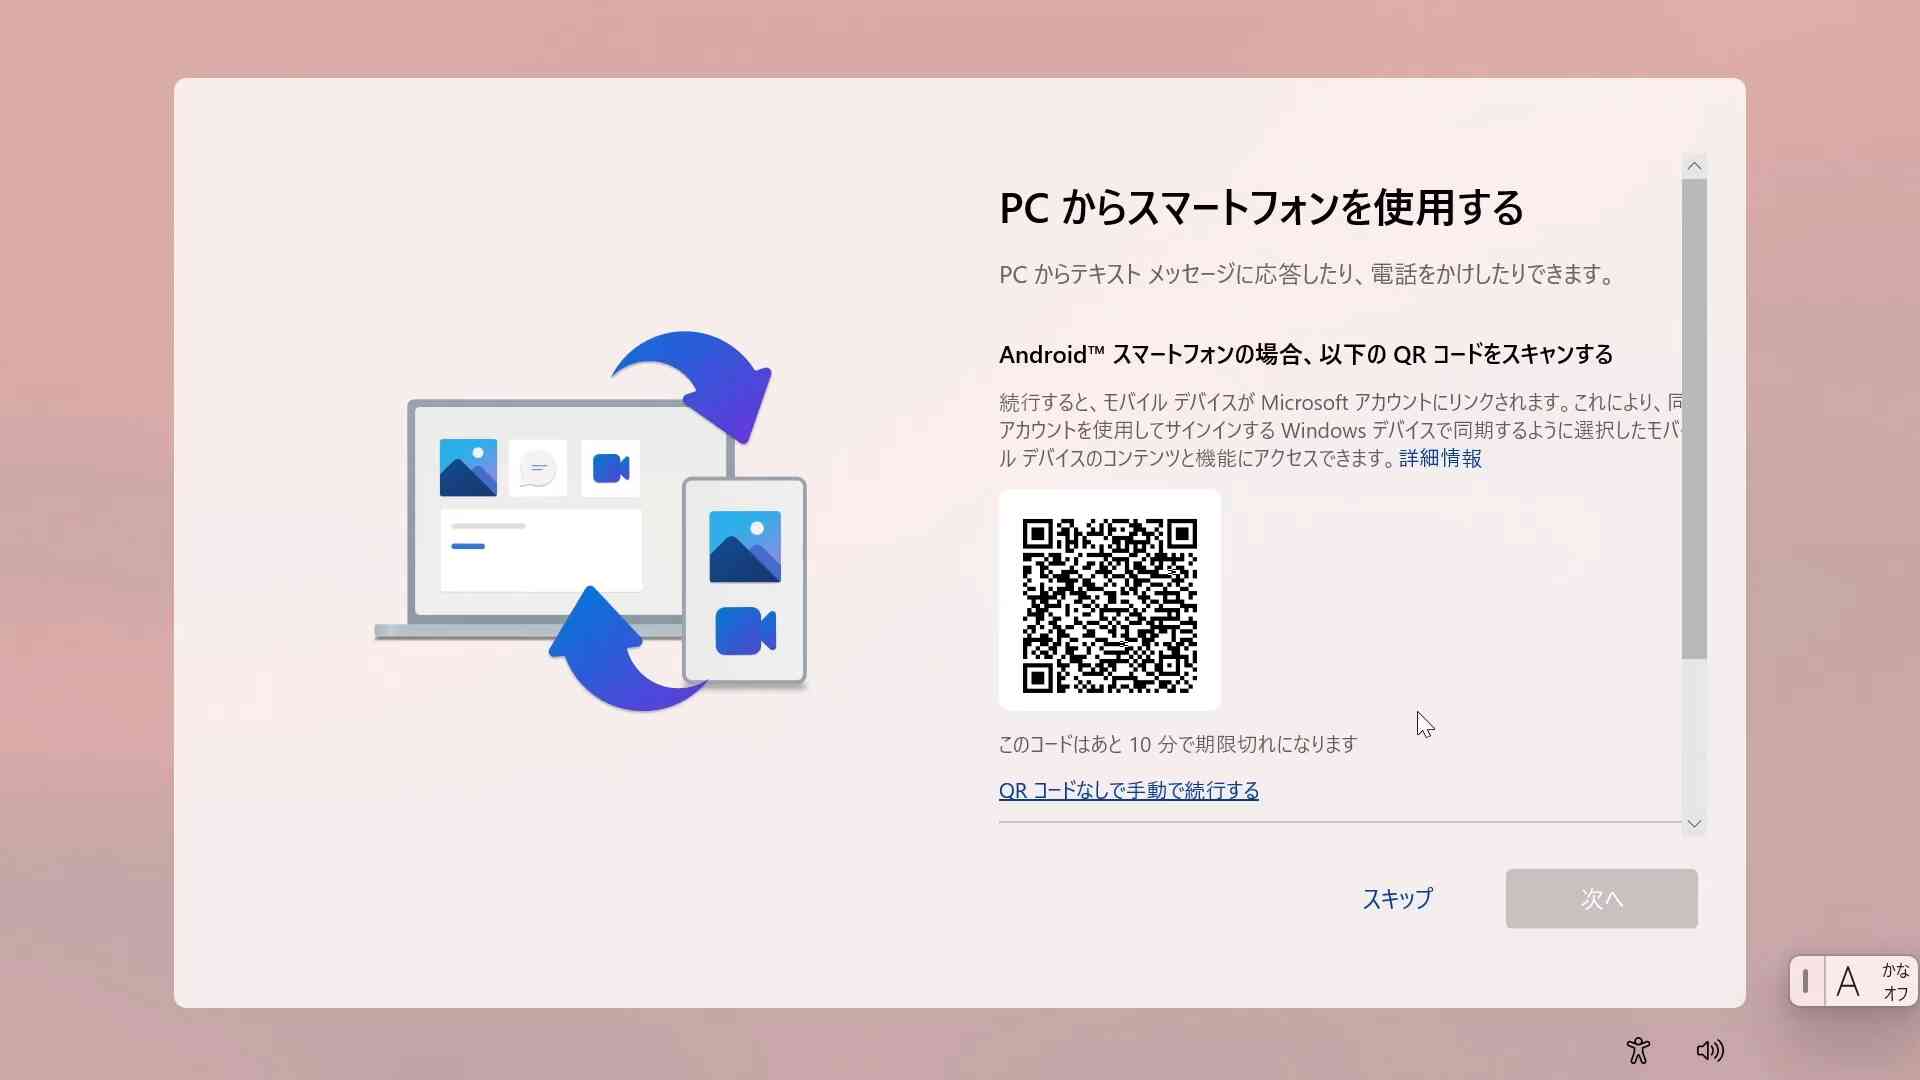 PC からスマートフォンを使用する
PC からテキスト メッセージに応答したり、電話をかけしたりできます。
Android™ スマートフォンの場合、以下の QR コードをスキャンする
続行すると、モバイル デバイスが Microsoft アカウントにリンクされます。これにより、同
アカウントを使用してサインインする Windows デバイスで同期するように選択したモバ
ル デバイスのコンテンツと機能にアクセスできます。詳細情報
このコードはあと 10 分で期限切れになります
QR コードなしで手動で続行する
スキップ
次へ
A
かな
オフ